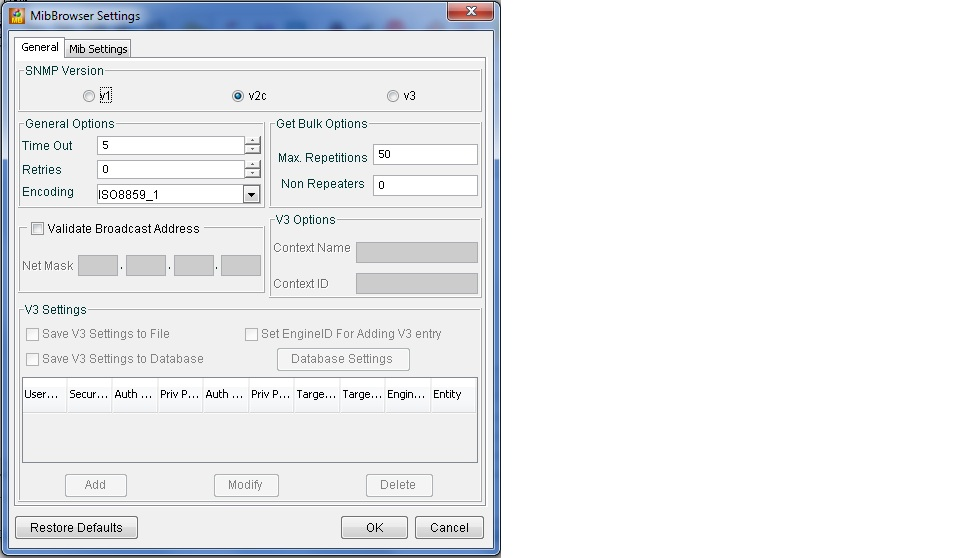 MibBrowser Settings
General Mib Settings
SNMP Version
v1 v2c v3
General Options
Time Out 5
Retries 0
Encoding ISO8859_1
Get Bulk Options
Max. Repetitions 50
Non Repeaters 0
Validate Broadcast Address
Net Mask . . .
V3 Options
Context Name
Context ID
V3 Settings
Save V3 Settings to File Set EngineID For Adding V3 entry
Save V3 Settings to Database Database Settings
User... Secur... Auth ... Priv P... Auth ... Priv P... Targe... Targe... Engin... Entity
Add Modify Delete
Restore Defaults OK Cancel